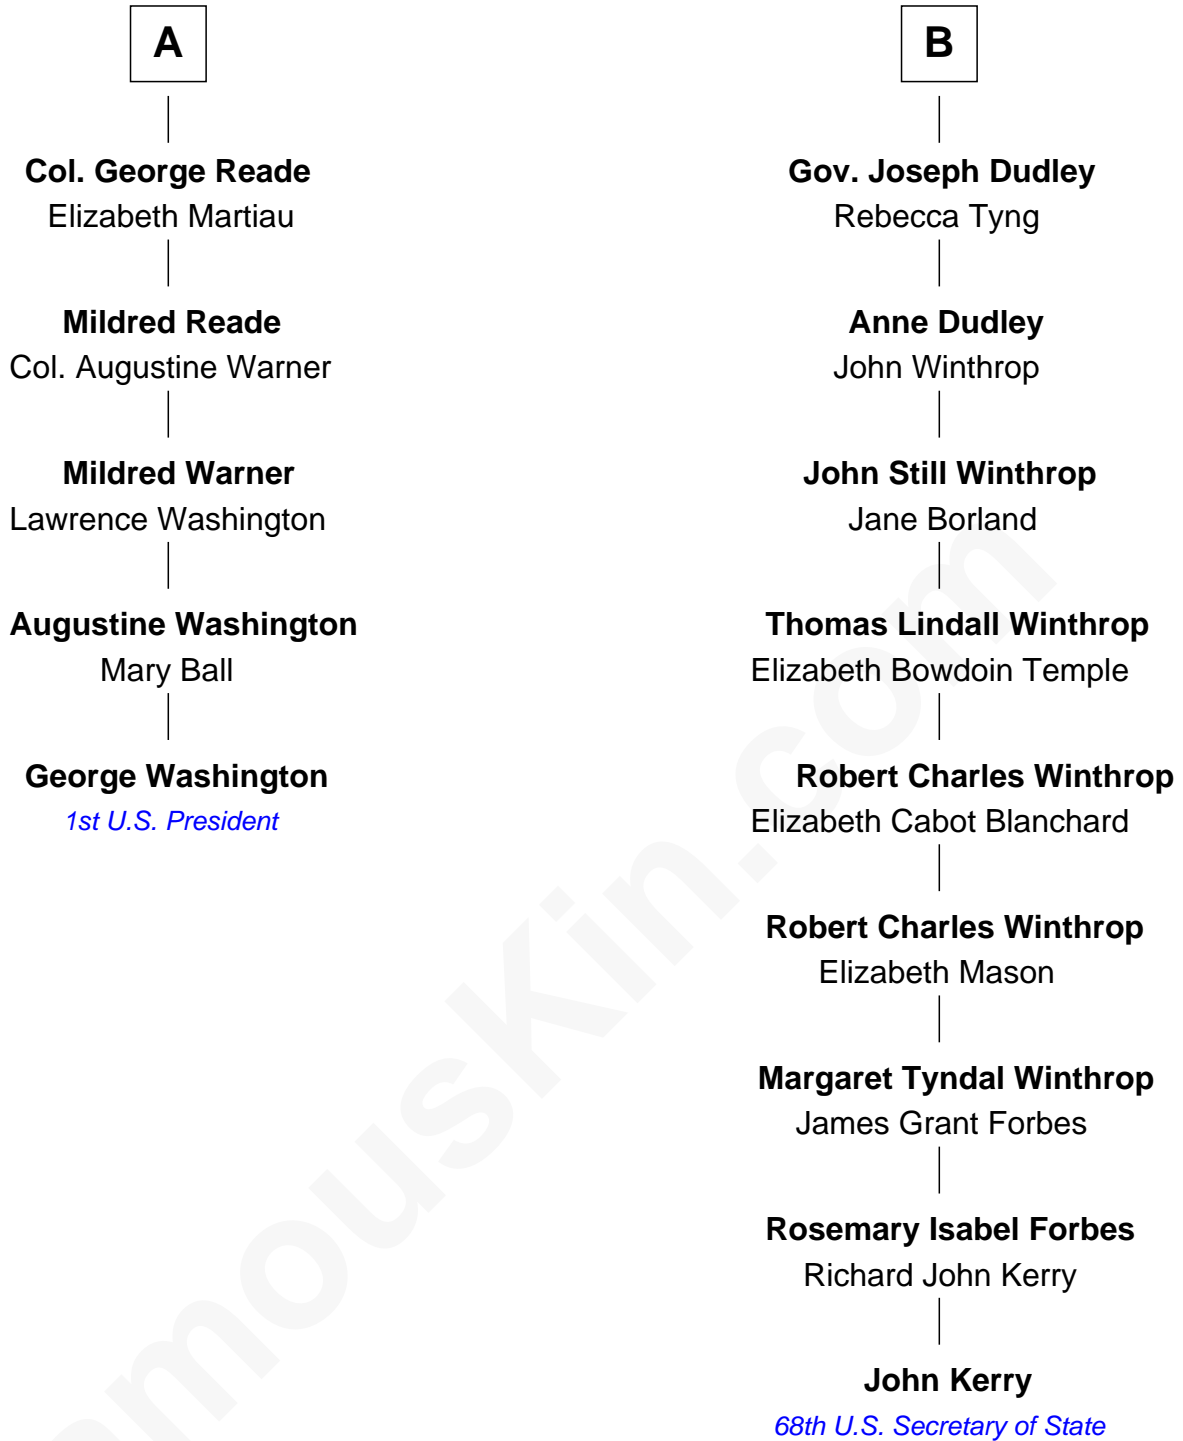 A
Col. George Reade
Elizabeth Martiau
Mildred Reade
Col. Augustine Warner
Mildred Warner
Lawrence Washington
Augustine Washington
Mary Ball
George Washington
1st U.S. President
B
Gov. Joseph Dudley
Rebecca Tyng
Anne Dudley
John Winthrop
John Still Winthrop
Jane Borland
Thomas Lindall Winthrop
Elizabeth Bowdoin Temple
Robert Charles Winthrop
Elizabeth Cabot Blanchard
Robert Charles Winthrop
Elizabeth Mason
Margaret Tyndal Winthrop
James Grant Forbes
Rosemary Isabel Forbes
Richard John Kerry
John Kerry
68th U.S. Secretary of State
amousKin.com